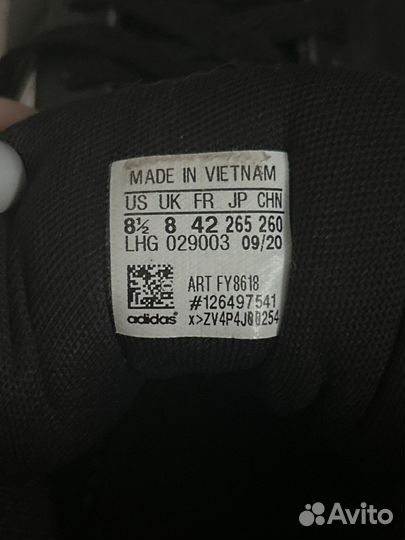 MADE IN VIETNAM
US UK FR JP CHN
8½ 8 42 265 260
LHG 029003 09/20
ART FY8618
#126497541
adidas® x>ZV4P4J00254
Avito